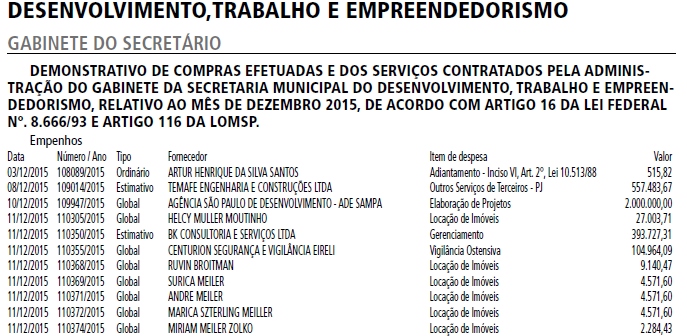 DESENVOLVIMENTO,TRABALHO E EMPREENDEDORISMO
GABINETE DO SECRETÁRIO
DEMONSTRATIVO DE COMPRAS EFETUADAS E DOS SERVIÇOS CONTRATADOS PELA ADMINIS-
TRAÇÃO DO GABINETE DA SECRETARIA MUNICIPAL DO DESENVOLVIMENTO, TRABALHO E EMPREEN-
DEDORISMO, RELATIVO AO MÊS DE DEZEMBRO 2015, DE ACORDO COM ARTIGO 16 DA LEI FEDERAL
Nº. 8.666/93 E ARTIGO 116 DA LOMSP.
Empenhos
Data Número / Ano Tipo Fornecedor Item de despesa Valor
03/12/2015 108089/2015 Ordinário ARTUR HENRIQUE DA SILVA SANTOS Adiantamento - Inciso VI, Art. 2º, Lei 10.513/88 515,82
08/12/2015 109014/2015 Estimativo TEMAFE ENGENHARIA E CONSTRUÇÕES LTDA Outros Serviços de Terceiros - PJ 557.483,67
10/12/2015 109947/2015 Global AGÊNCIA SÃO PAULO DE DESENVOLVIMENTO - ADE SAMPA Elaboração de Projetos 2.000.000,00
11/12/2015 110305/2015 Global HELCY MULLER MOUTINHO Locação de Imóveis 27.003,71
11/12/2015 110350/2015 Estimativo BK CONSULTORIA E SERVIÇOS LTDA Gerenciamento 393.727,31
11/12/2015 110355/2015 Global CENTURION SEGURANÇA E VIGILÂNCIA EIRELI Vigilância Ostensiva 104.964,09
11/12/2015 110368/2015 Global RUVIN BROITMAN Locação de Imóveis 9.140,47
11/12/2015 110369/2015 Global SURICA MEILER Locação de Imóveis 4.571,60
11/12/2015 110371/2015 Global ANDRE MEILER Locação de Imóveis 4.571,60
11/12/2015 110372/2015 Global MARICA SZTERLING MEILLER Locação de Imóveis 4.571,60
11/12/2015 110374/2015 Global MIRIAM MEILER ZOLKO Locação de Imóveis 2.284,43